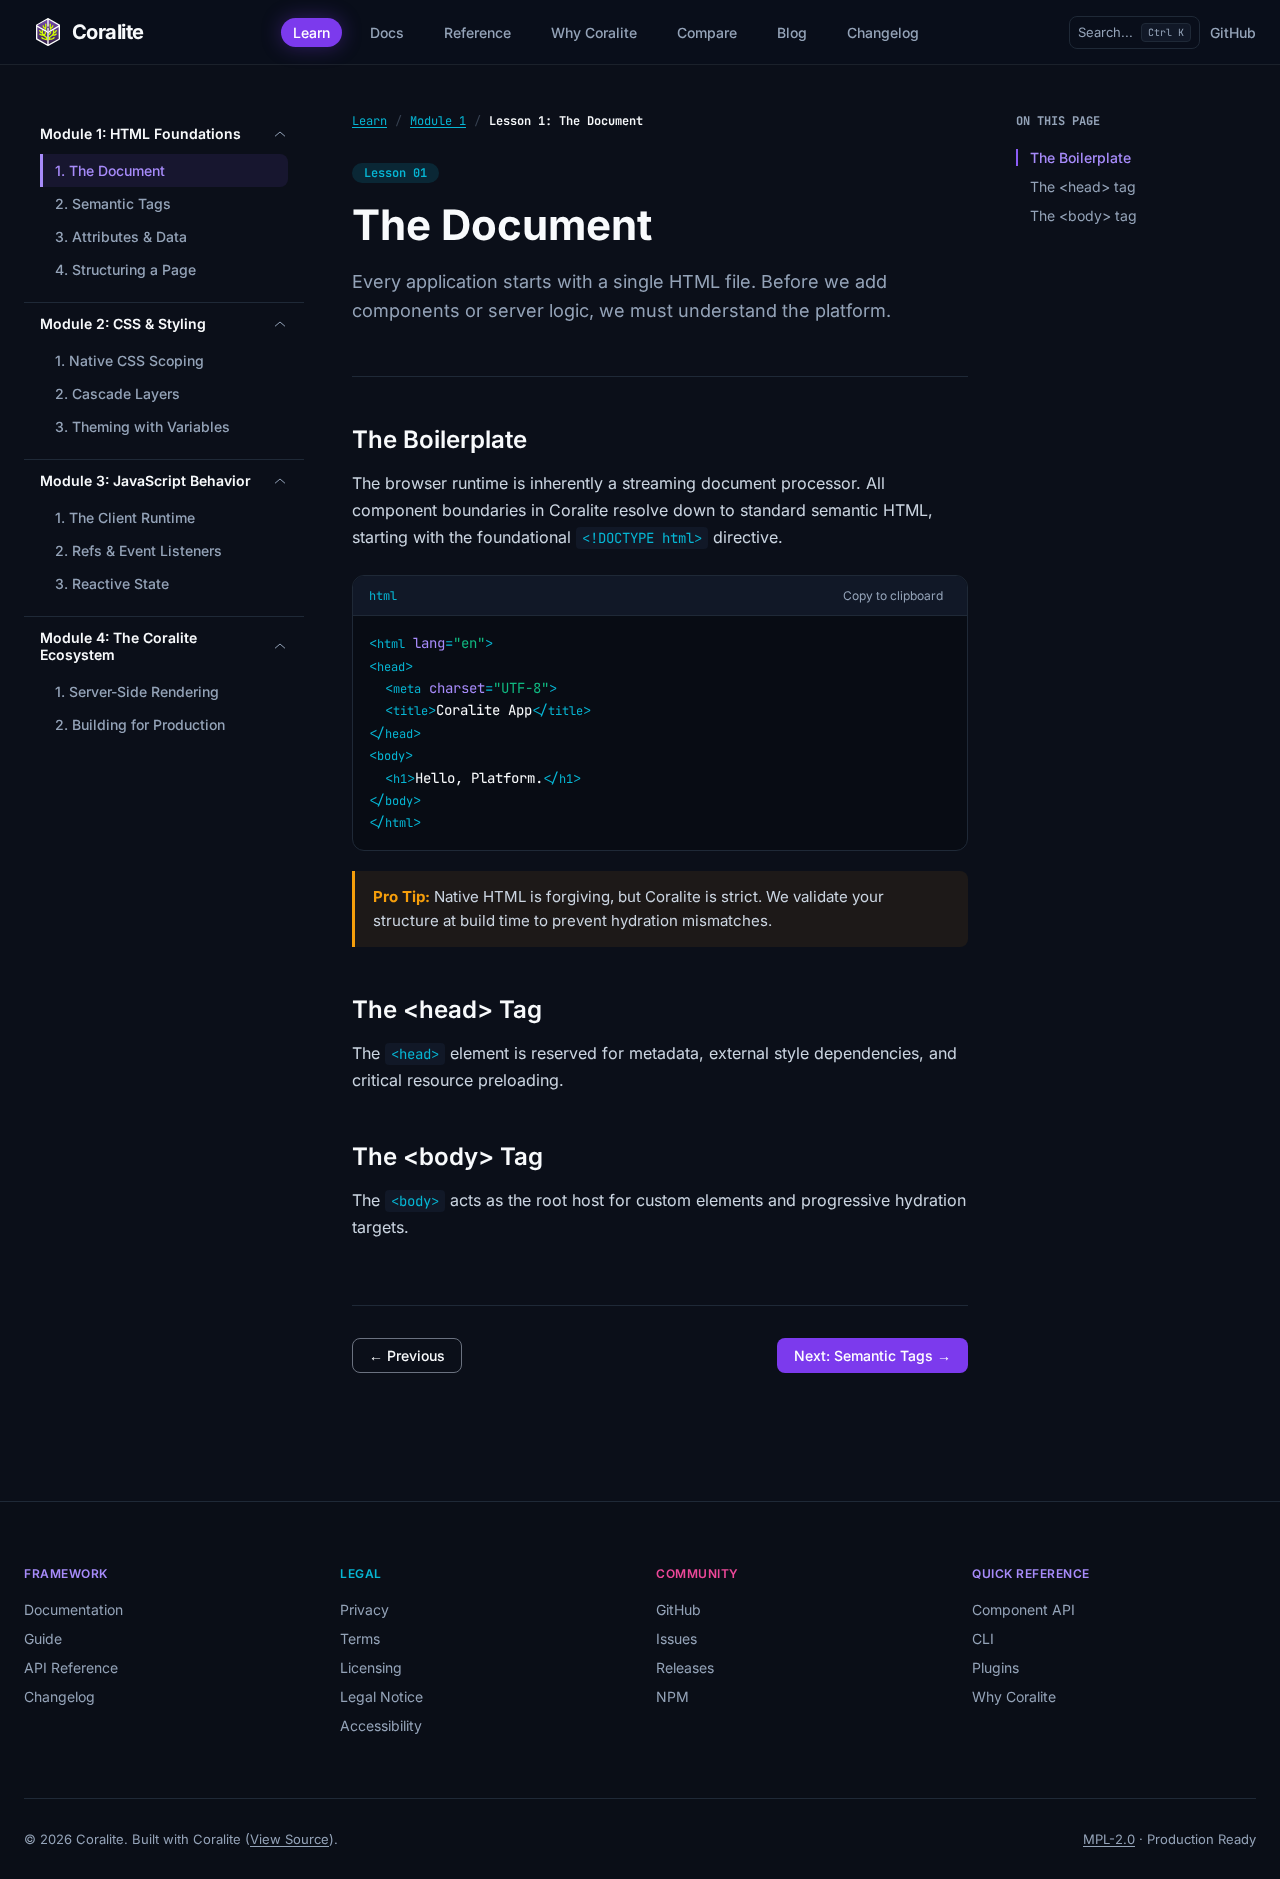 Coralite
Learn
Docs
Reference
Why Coralite
Compare
Blog
Changelog
Search...
Ctrl K
GitHub
Module 1: HTML Foundations
1. The Document
2. Semantic Tags
3. Attributes & Data
4. Structuring a Page
Module 2: CSS & Styling
1. Native CSS Scoping
2. Cascade Layers
3. Theming with Variables
Module 3: JavaScript Behavior
1. The Client Runtime
2. Refs & Event Listeners
3. Reactive State
Module 4: The Coralite
Ecosystem
1. Server-Side Rendering
2. Building for Production
Learn / Module 1 / Lesson 1: The Document
Lesson 01
The Document
Every application starts with a single HTML file. Before we add
components or server logic, we must understand the platform.
The Boilerplate
The browser runtime is inherently a streaming document processor. All
component boundaries in Coralite resolve down to standard semantic HTML,
starting with the foundational <!DOCTYPE html> directive.
html
Copy to clipboard
<html lang="en">
<head>
  <meta charset="UTF-8">
  <title>Coralite App</title>
</head>
<body>
  <h1>Hello, Platform.</h1>
</body>
</html>
Pro Tip: Native HTML is forgiving, but Coralite is strict. We validate your
structure at build time to prevent hydration mismatches.
The <head> Tag
The <head> element is reserved for metadata, external style dependencies, and
critical resource preloading.
The <body> Tag
The <body> acts as the root host for custom elements and progressive hydration
targets.
← Previous
Next: Semantic Tags →
ON THIS PAGE
The Boilerplate
The <head> tag
The <body> tag
FRAMEWORK
Documentation
Guide
API Reference
Changelog
LEGAL
Privacy
Terms
Licensing
Legal Notice
Accessibility
COMMUNITY
GitHub
Issues
Releases
NPM
QUICK REFERENCE
Component API
CLI
Plugins
Why Coralite
© 2026 Coralite. Built with Coralite (View Source).
MPL-2.0 · Production Ready